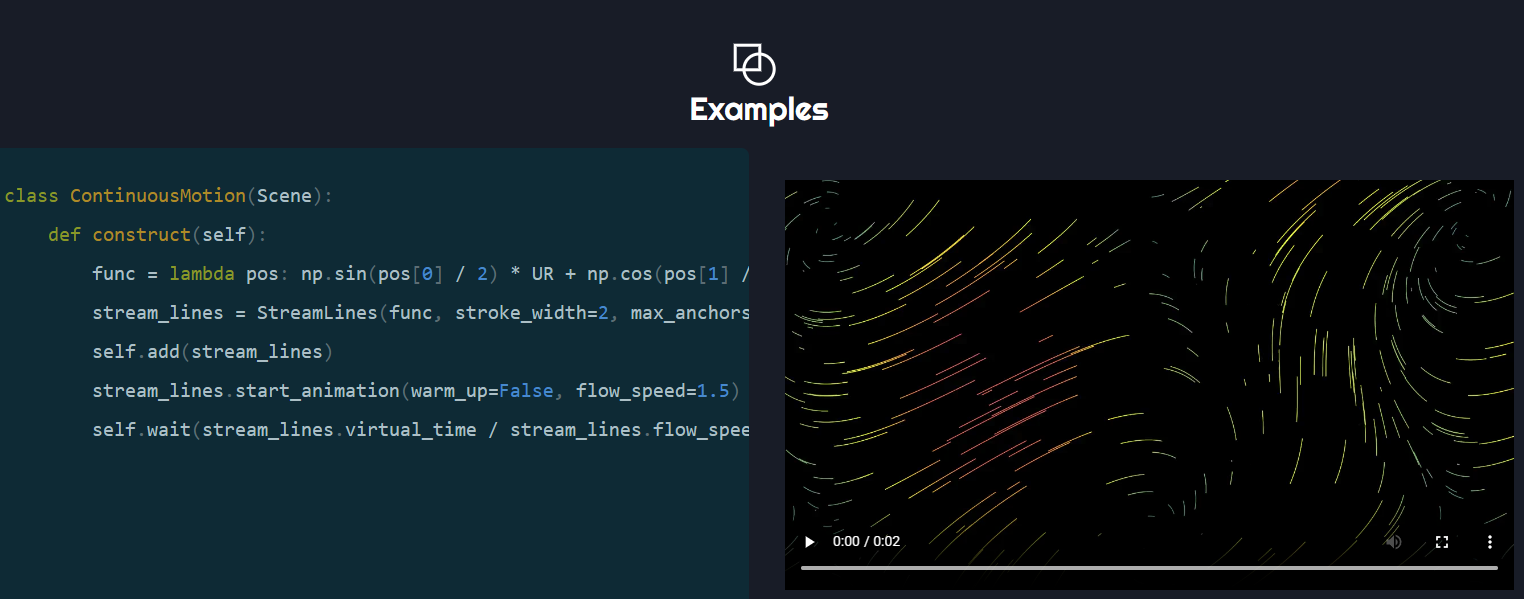 Examples
class ContinuousMotion(Scene):
def construct(self):
func = lambda pos: np.sin(pos[0] / 2) * UR + np.cos(pos[1] /
stream_lines = StreamLines(func, stroke_width=2, max_anchors
self.add(stream_lines)
stream_lines.start_animation(warm_up=False, flow_speed=1.5)
self.wait(stream_lines.virtual_time / stream_lines.flow_spee
0:00 / 0:02